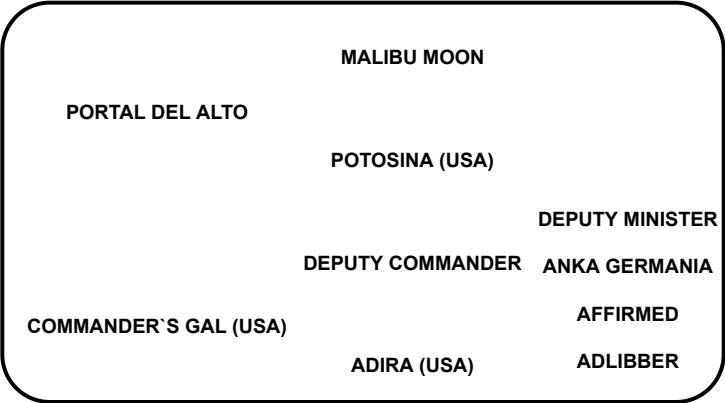 MALIBU MOON
PORTAL DEL ALTO
POTOSINA (USA)
DEPUTY MINISTER
DEPUTY COMMANDER
ANKA GERMANIA
COMMANDER`S GAL (USA)
AFFIRMED
ADIRA (USA)
ADLIBBER